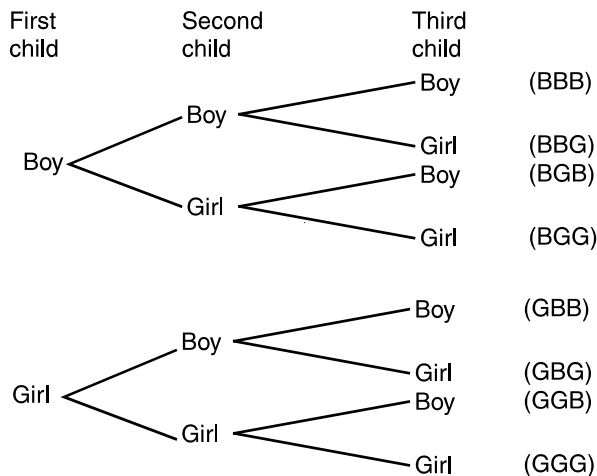 First child
Second child
Third child
Boy (BBB)
Boy
Girl (BBG)
Boy
Boy (BGB)
Girl
Girl (BGG)
Boy (GBB)
Boy
Girl (GBG)
Girl
Boy (GGB)
Girl
Girl (GGG)